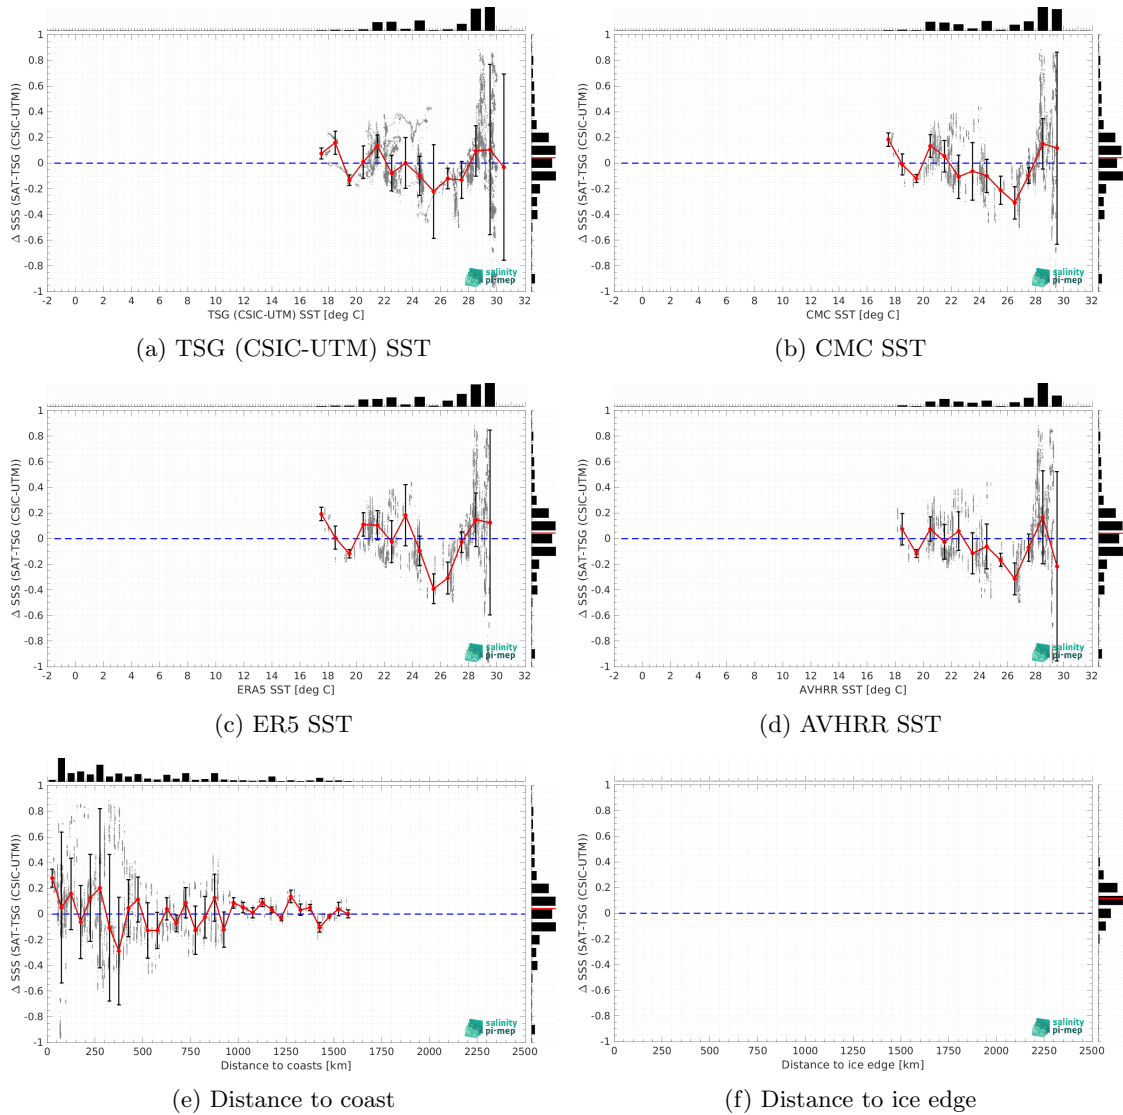 1
0.8
0.6
0.4
0.2
0
-0.2
-0.4
-0.6
-0.8
-1
Δ SSS (SAT-TSG (CSIC-UTM))
-2 0 2 4 6 8 10 12 14 16 18 20 22 24 26 28 30 32
TSG (CSIC-UTM) SST [deg C]
salinity
pi-mep
(a) TSG (CSIC-UTM) SST
1
0.8
0.6
0.4
0.2
0
-0.2
-0.4
-0.6
-0.8
-1
Δ SSS (SAT-TSG (CSIC-UTM))
-2 0 2 4 6 8 10 12 14 16 18 20 22 24 26 28 30 32
CMC SST [deg C]
salinity
pi-mep
(b) CMC SST
1
0.8
0.6
0.4
0.2
0
-0.2
-0.4
-0.6
-0.8
-1
Δ SSS (SAT-TSG (CSIC-UTM))
-2 0 2 4 6 8 10 12 14 16 18 20 22 24 26 28 30 32
ERA5 SST [deg C]
salinity
pi-mep
(c) ER5 SST
1
0.8
0.6
0.4
0.2
0
-0.2
-0.4
-0.6
-0.8
-1
Δ SSS (SAT-TSG (CSIC-UTM))
-2 0 2 4 6 8 10 12 14 16 18 20 22 24 26 28 30 32
AVHRR SST [deg C]
salinity
pi-mep
(d) AVHRR SST
1
0.8
0.6
0.4
0.2
0
-0.2
-0.4
-0.6
-0.8
-1
Δ SSS (SAT-TSG (CSIC-UTM))
0 250 500 750 1000 1250 1500 1750 2000 2250 2500
Distance to coasts [km]
salinity
pi-mep
(e) Distance to coast
1
0.8
0.6
0.4
0.2
0
-0.2
-0.4
-0.6
-0.8
-1
Δ SSS (SAT-TSG (CSIC-UTM))
0 250 500 750 1000 1250 1500 1750 2000 2250 2500
Distance to ice edge [km]
salinity
pi-mep
(f) Distance to ice edge